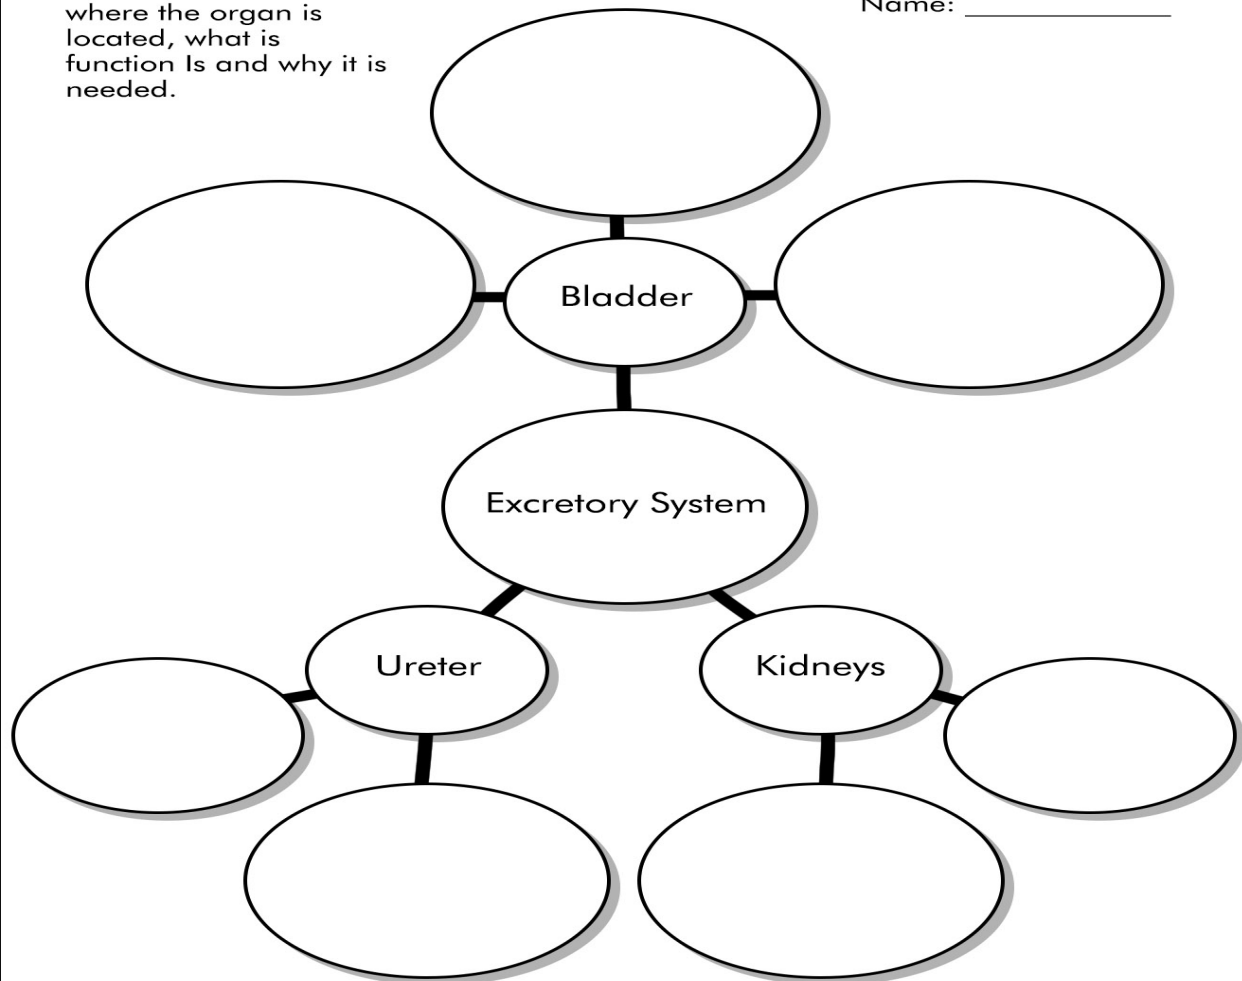 where the organ is
located, what is
function Is and why it is
needed.
Name: _______________
Bladder
Excretory System
Ureter
Kidneys